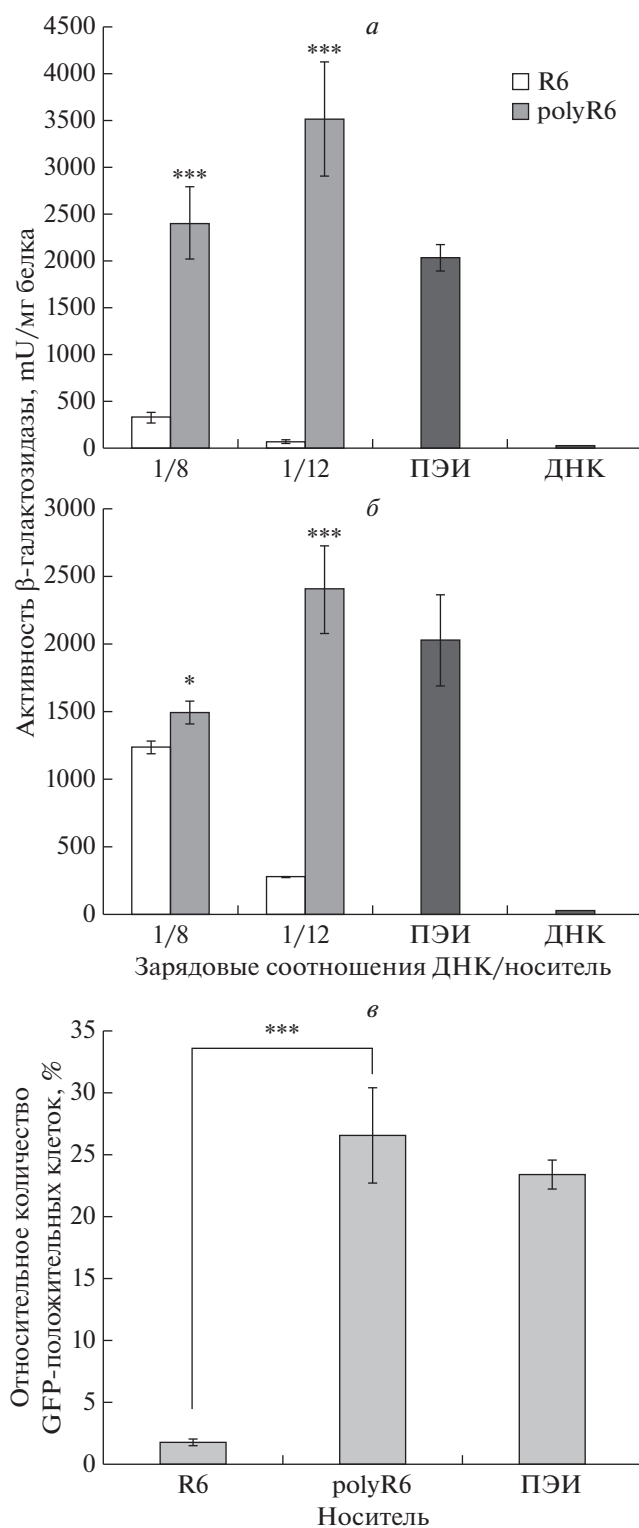 а
Активность β-галактозидазы, mU/мг белка
4500
4000
3500
3000
2500
2000
1500
1000
500
0
***
***
R6
polyR6
1/8
1/12
ПЭИ
ДНК
б
3000
2500
2000
1500
1000
500
0
*
***
1/8
1/12
ПЭИ
ДНК
Зарядовые соотношения ДНК/носитель
в
Относительное количество
GFP-положительных клеток, %
35
30
25
20
15
10
5
0
***
R6
polyR6
ПЭИ
Носитель